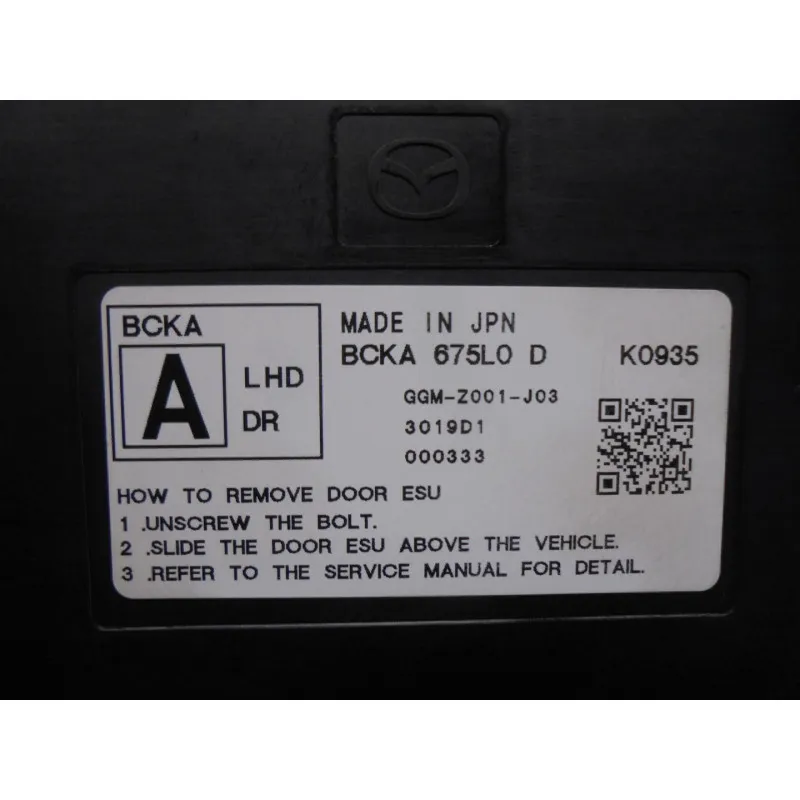 BCKA
A
LHD
DR
MADE IN JPN
BCKA 675L0 D K0935
GGM-Z001-J03
3019D1
000333
HOW TO REMOVE DOOR ESU
1 .UNSCREW THE BOLT.
2 .SLIDE THE DOOR ESU ABOVE THE VEHICLE.
3 .REFER TO THE SERVICE MANUAL FOR DETAIL.